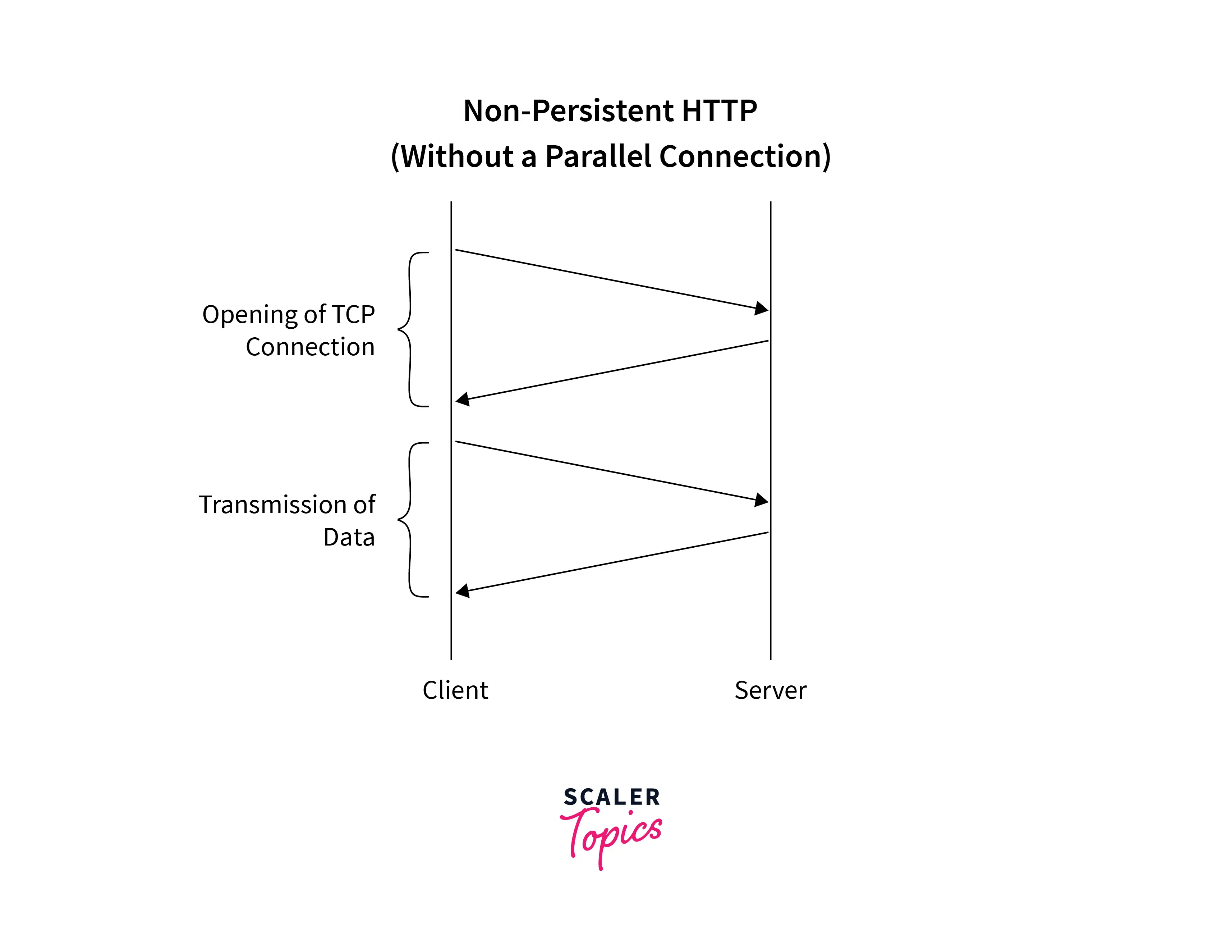 Non-Persistent HTTP
(Without a Parallel Connection)
Opening of TCP
Connection
Transmission of
Data
Client
Server
SCALER
Topics